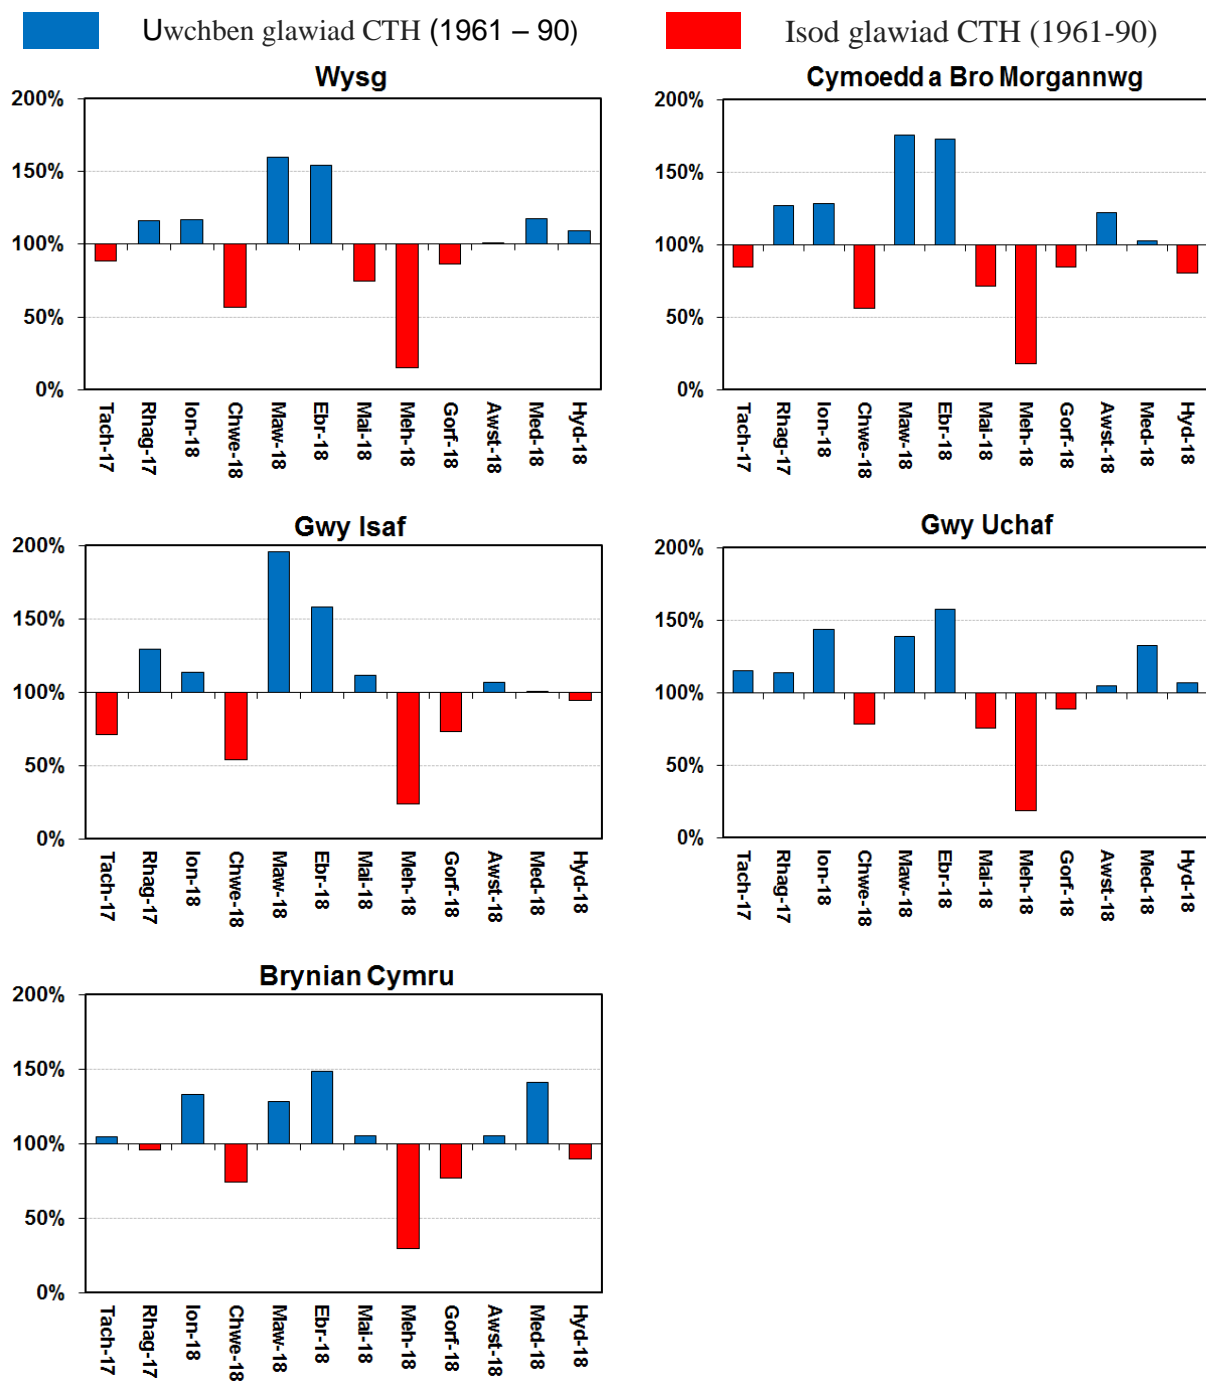 Uwchben glawiad CTH (1961 – 90)
Isod glawiad CTH (1961-90)
Wysg
200%
150%
100%
50%
0%
Tach-17
Rhag-17
Ion-18
Chwe-18
Maw-18
Ebr-18
Mai-18
Meh-18
Gorf-18
Awst-18
Med-18
Hyd-18
Cymoedd a Bro Morgannwg
200%
150%
100%
50%
0%
Tach-17
Rhag-17
Ion-18
Chwe-18
Maw-18
Ebr-18
Mai-18
Meh-18
Gorf-18
Awst-18
Med-18
Hyd-18
Gwy Isaf
200%
150%
100%
50%
0%
Tach-17
Rhag-17
Ion-18
Chwe-18
Maw-18
Ebr-18
Mai-18
Meh-18
Gorf-18
Awst-18
Med-18
Hyd-18
Gwy Uchaf
200%
150%
100%
50%
0%
Tach-17
Rhag-17
Ion-18
Chwe-18
Maw-18
Ebr-18
Mai-18
Meh-18
Gorf-18
Awst-18
Med-18
Hyd-18
Brynian Cymru
200%
150%
100%
50%
0%
Tach-17
Rhag-17
Ion-18
Chwe-18
Maw-18
Ebr-18
Mai-18
Meh-18
Gorf-18
Awst-18
Med-18
Hyd-18